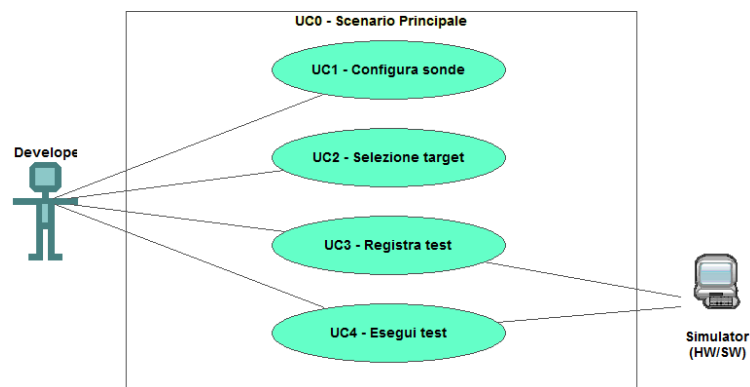 UC0 - Scenario Principale
UC1 - Configura sonde
Develope
UC2 - Selezione target
UC3 - Registra test
UC4 - Esegui test
Simulator
(HW/SW)